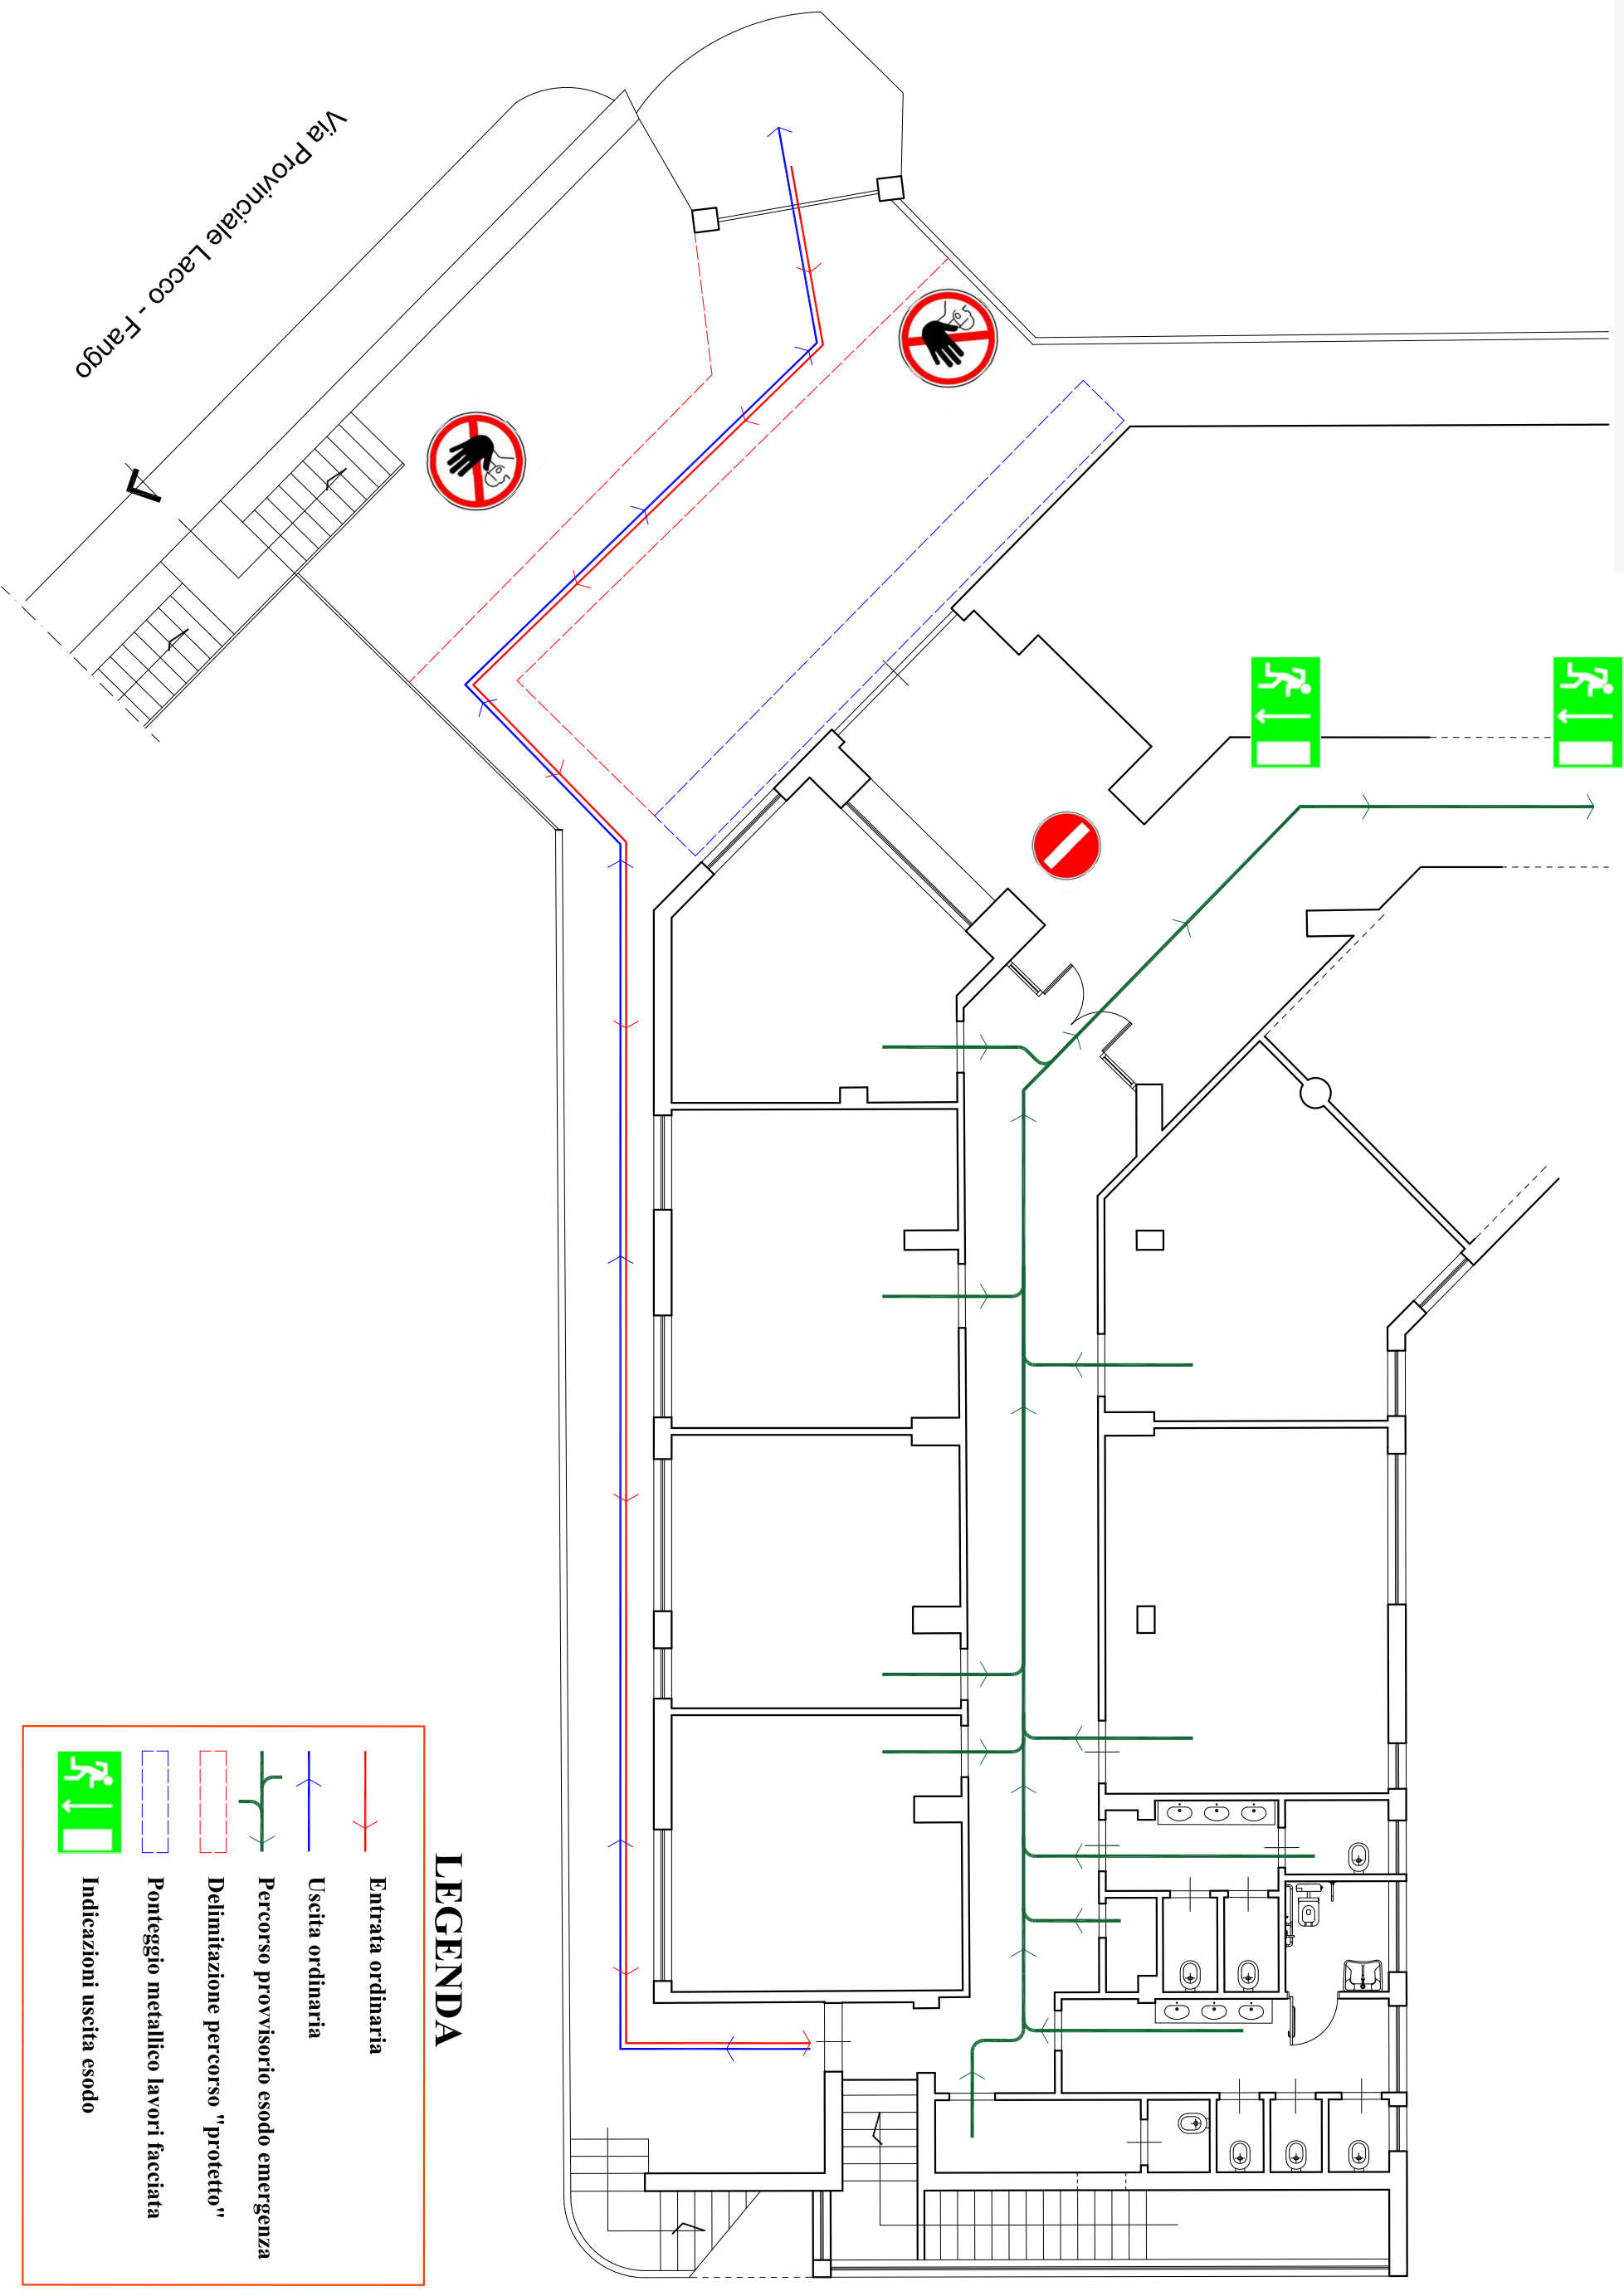 Via Provinciale Lacco - Fango
LEGENDA
Entrata ordinaria
Uscita ordinaria
Percorso provvisorio esodo emergenza
Delimitazione percorso "protetto"
Ponteggio metallico lavori facciata
Indicazioni uscita esodo